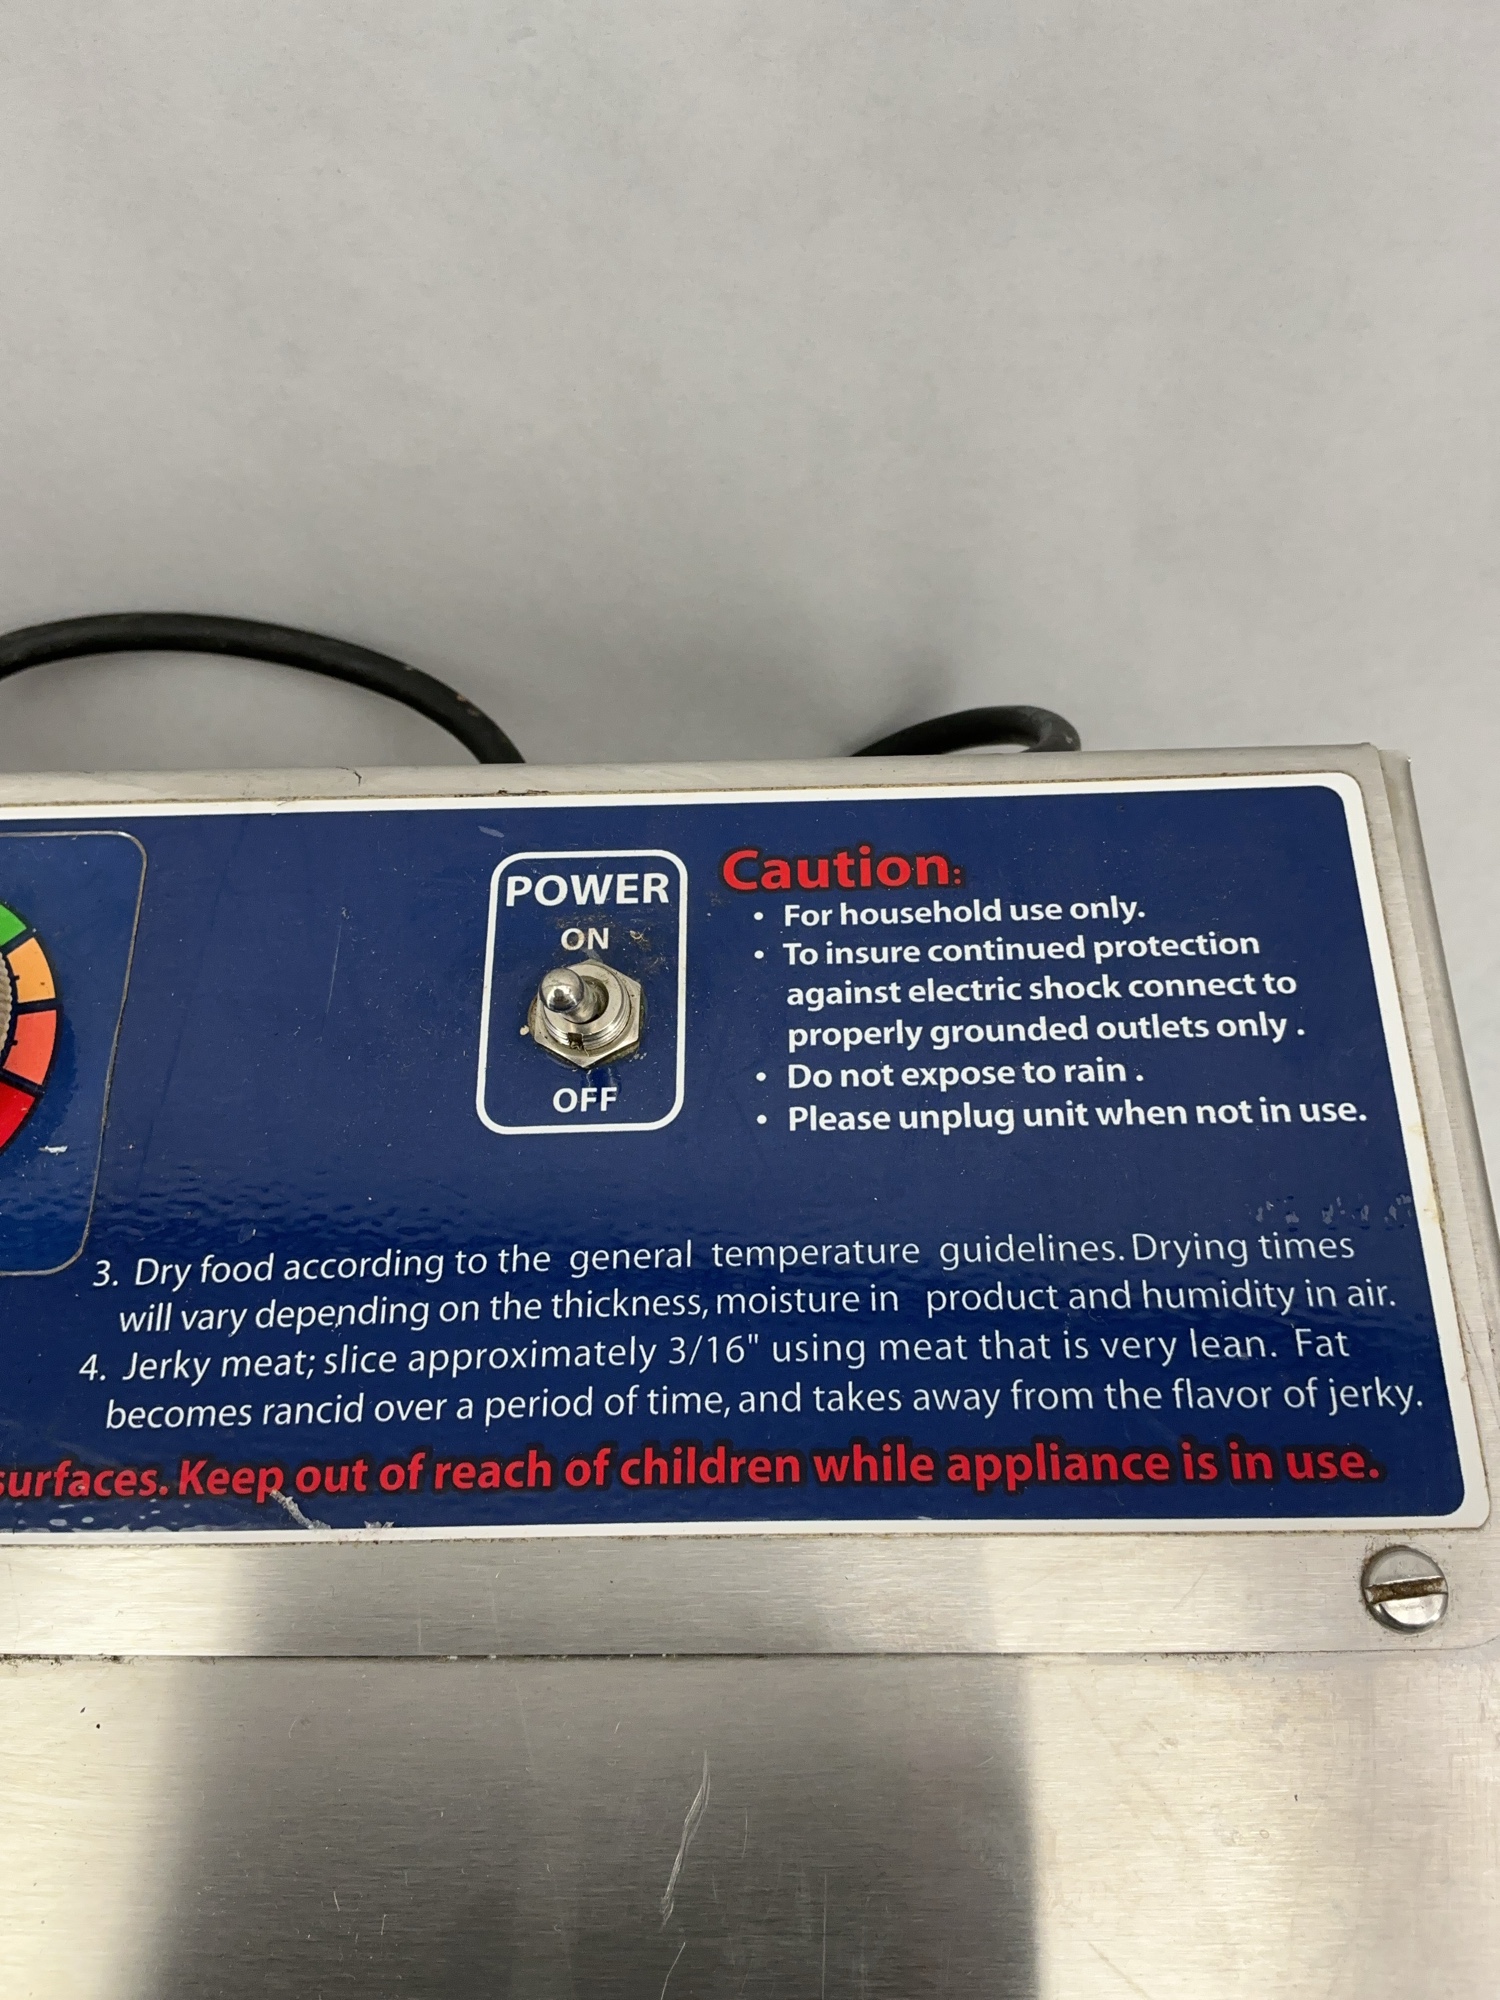 POWER
ON
OFF
Caution:
• For household use only.
• To insure continued protection
against electric shock connect to
properly grounded outlets only .
• Do not expose to rain .
• Please unplug unit when not in use.
3. Dry food according to the general temperature guidelines. Drying times
will vary depending on the thickness, moisture in product and humidity in air.
4. Jerky meat; slice approximately 3/16" using meat that is very lean. Fat
becomes rancid over a period of time, and takes away from the flavor of jerky.
surfaces. Keep out of reach of children while appliance is in use.